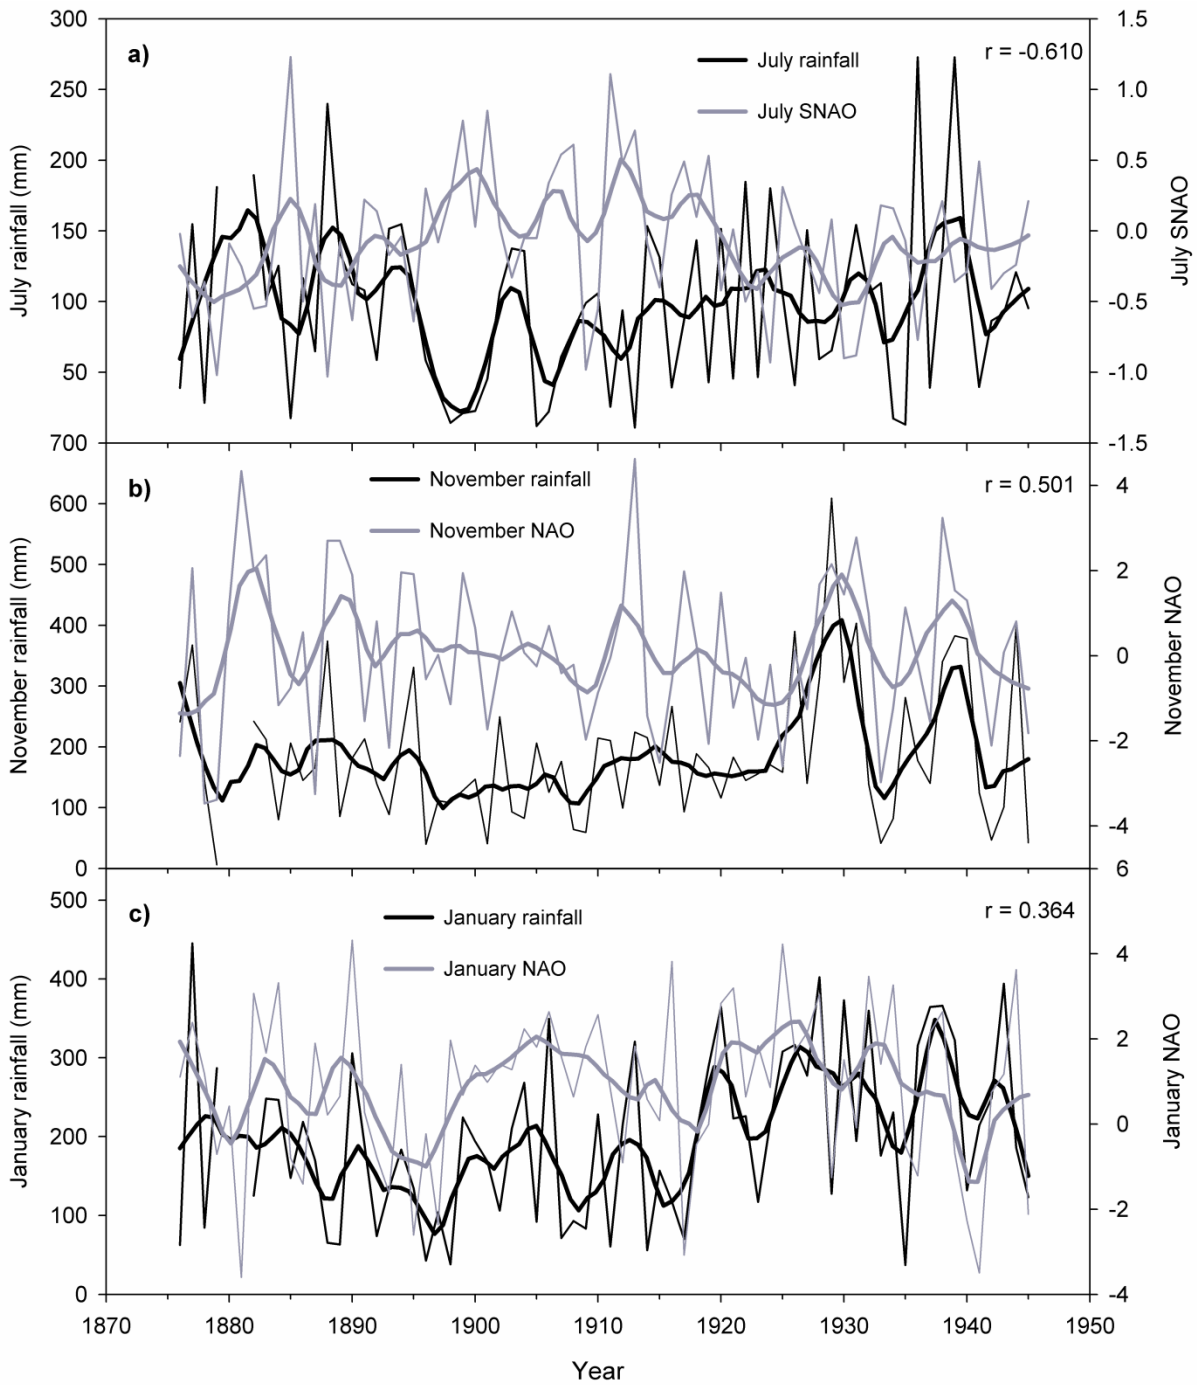 300
250
200
150
100
50
July rainfall (mm)
a)
July rainfall
July SNAO
r = -0.610
1.5
1.0
0.5
0.0
-0.5
-1.0
-1.5
July SNAO
700
600
500
400
300
200
100
0
November rainfall (mm)
b)
November rainfall
November NAO
r = 0.501
4
2
0
-2
-4
6
November NAO
500
400
300
200
100
0
January rainfall (mm)
c)
January rainfall
January NAO
r = 0.364
4
2
0
-2
-4
January NAO
1870 1880 1890 1900 1910 1920 1930 1940 1950
Year